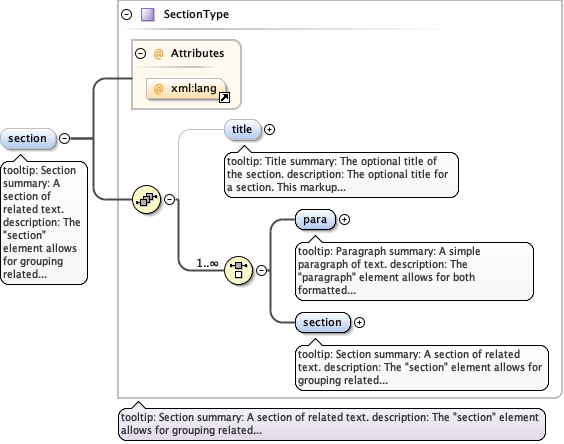 SectionType
@ Attributes
@ xml:lang
section
tooltip: Section
summary: A
section of
related text.
description: The
"section"
element allows
for grouping
related...
title
tooltip: Title summary: The optional title of
the section. description: The optional title for
a section. This markup...
1..∞
para
tooltip: Paragraph summary: A simple
paragraph of text. description: The
"paragraph" element allows for both
formatted...
section
tooltip: Section summary: A section of related
text. description: The "section" element allows for
grouping related...
tooltip: Section summary: A section of related text. description: The "section" element
allows for grouping related...